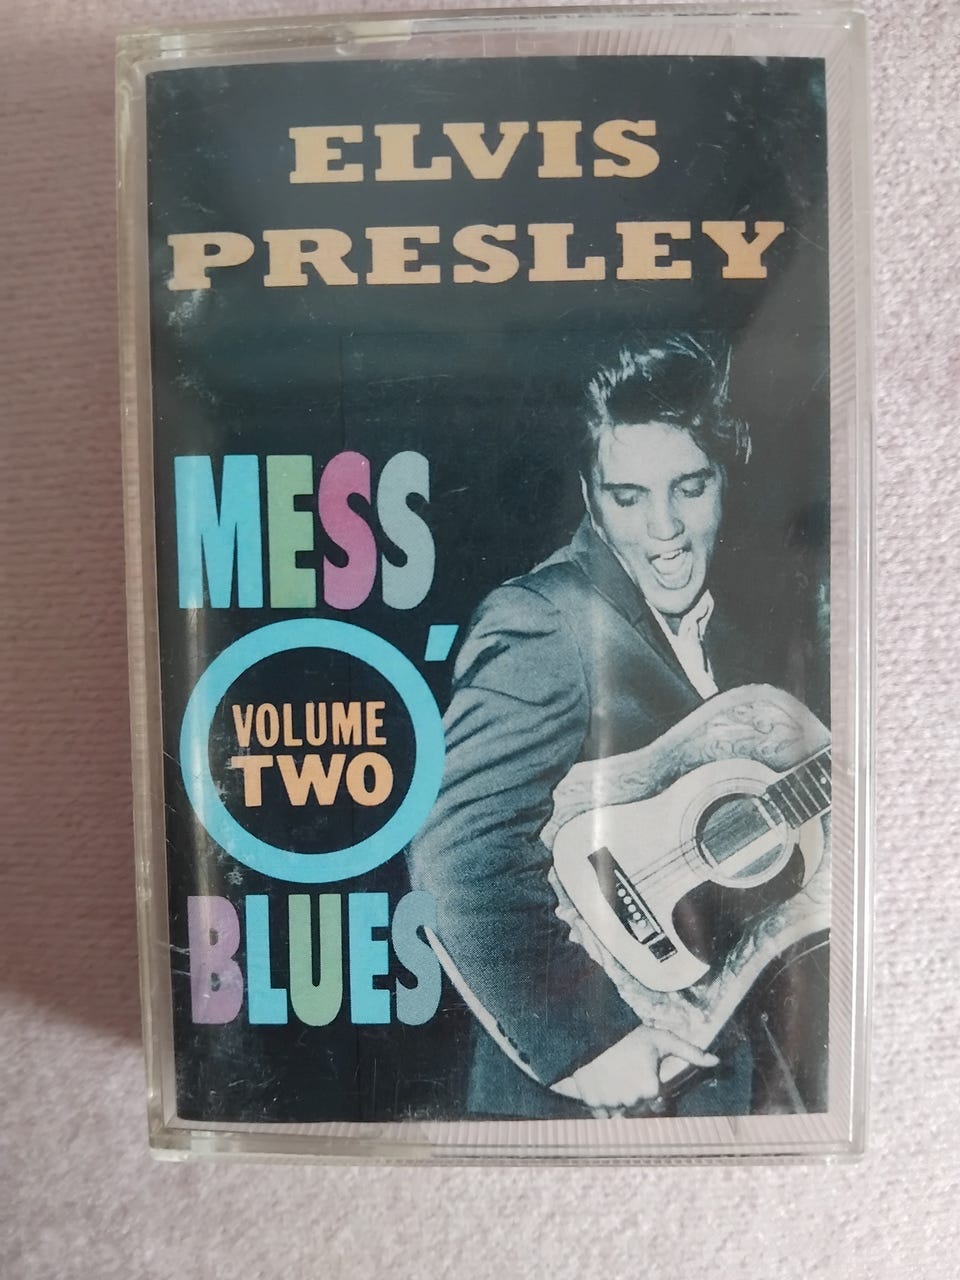 ELVIS
PRESLEY
MESS
O'
VOLUME
TWO
BLUES